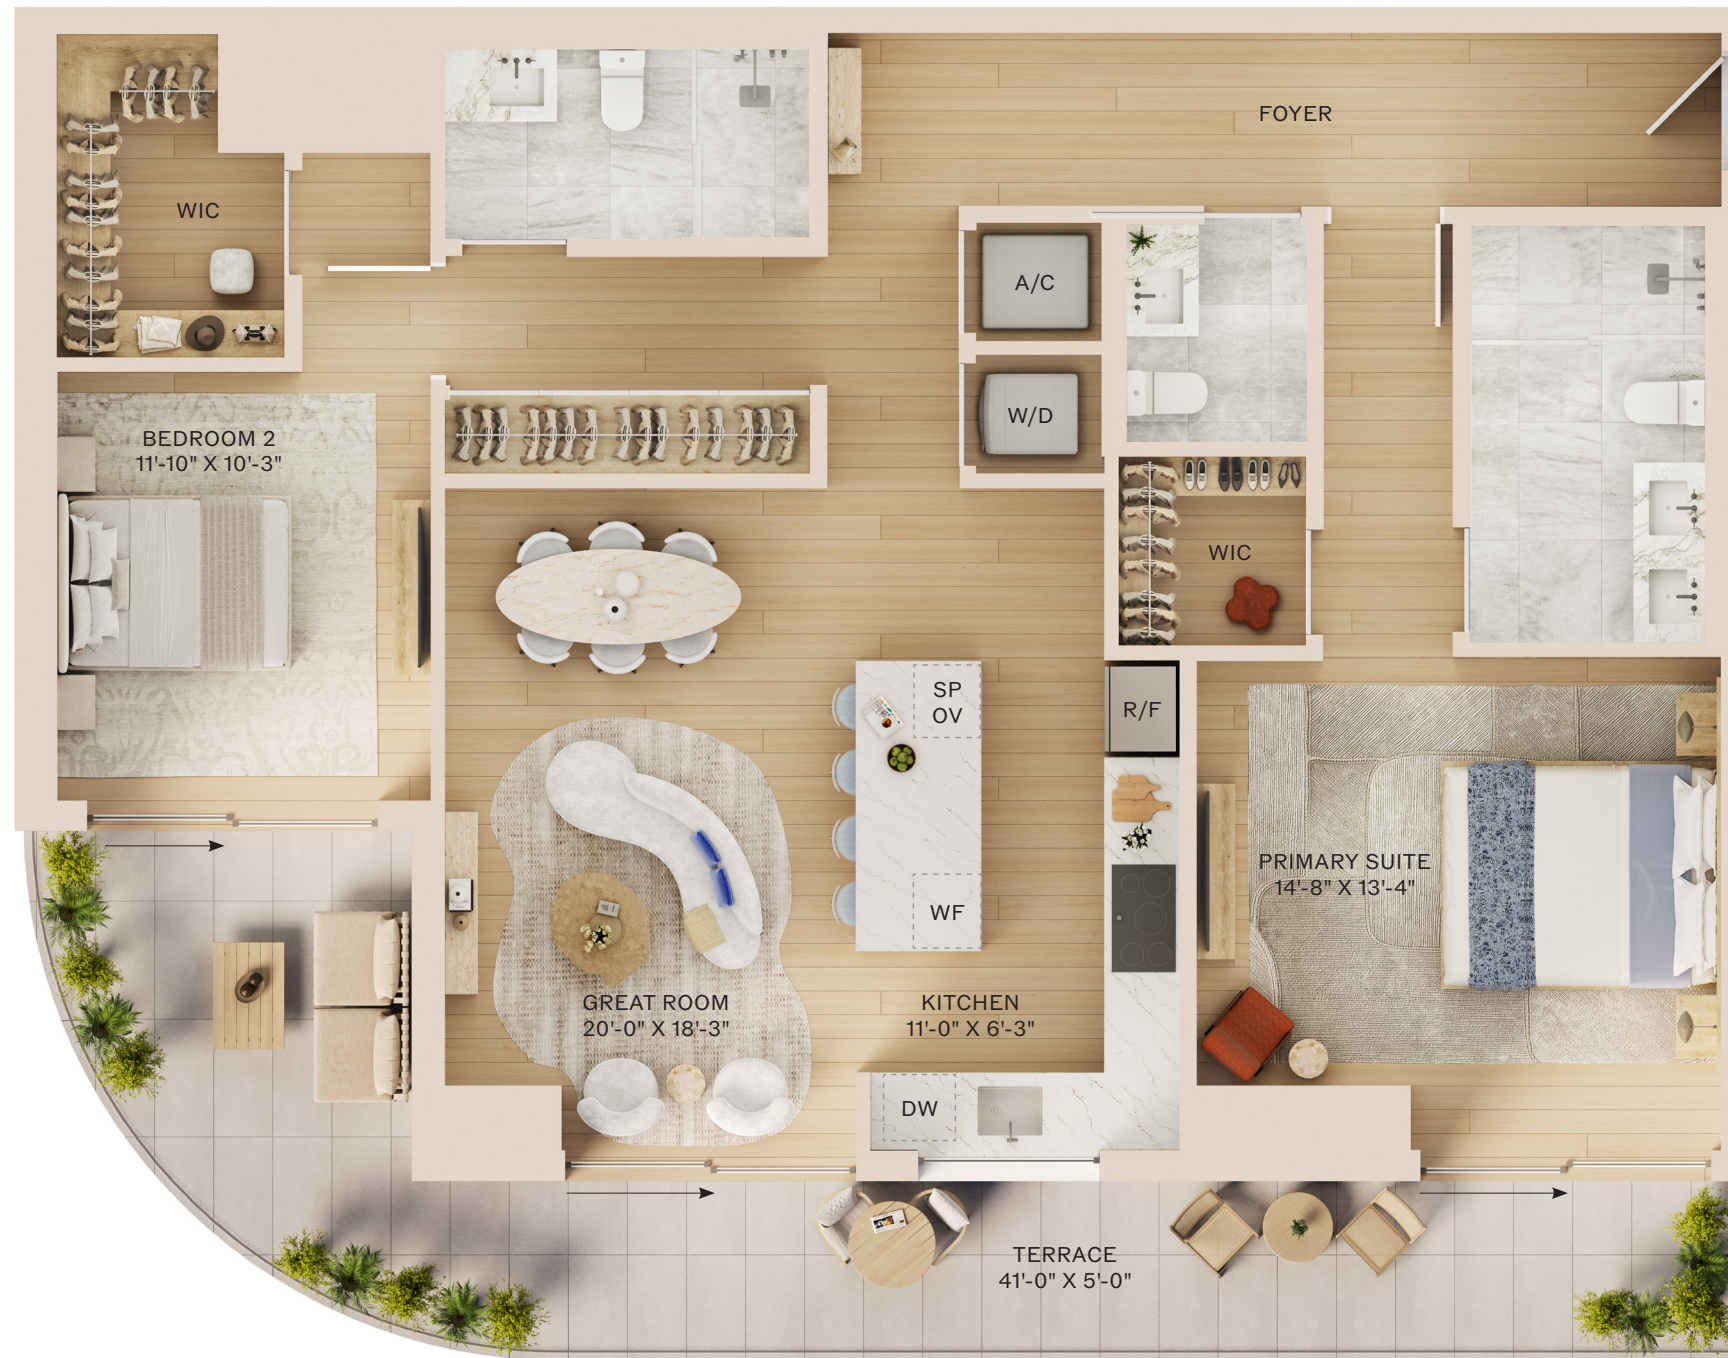 FOYER
WIC
A/C
W/D
BEDROOM 2
11'-10" X 10'-3"
WIC
SP
OV
R/F
PRIMARY SUITE
14'-8" X 13'-4"
WF
GREAT ROOM
20'-0" X 18'-3"
KITCHEN
11'-0" X 6'-3"
DW
TERRACE
41'-0" X 5'-0"